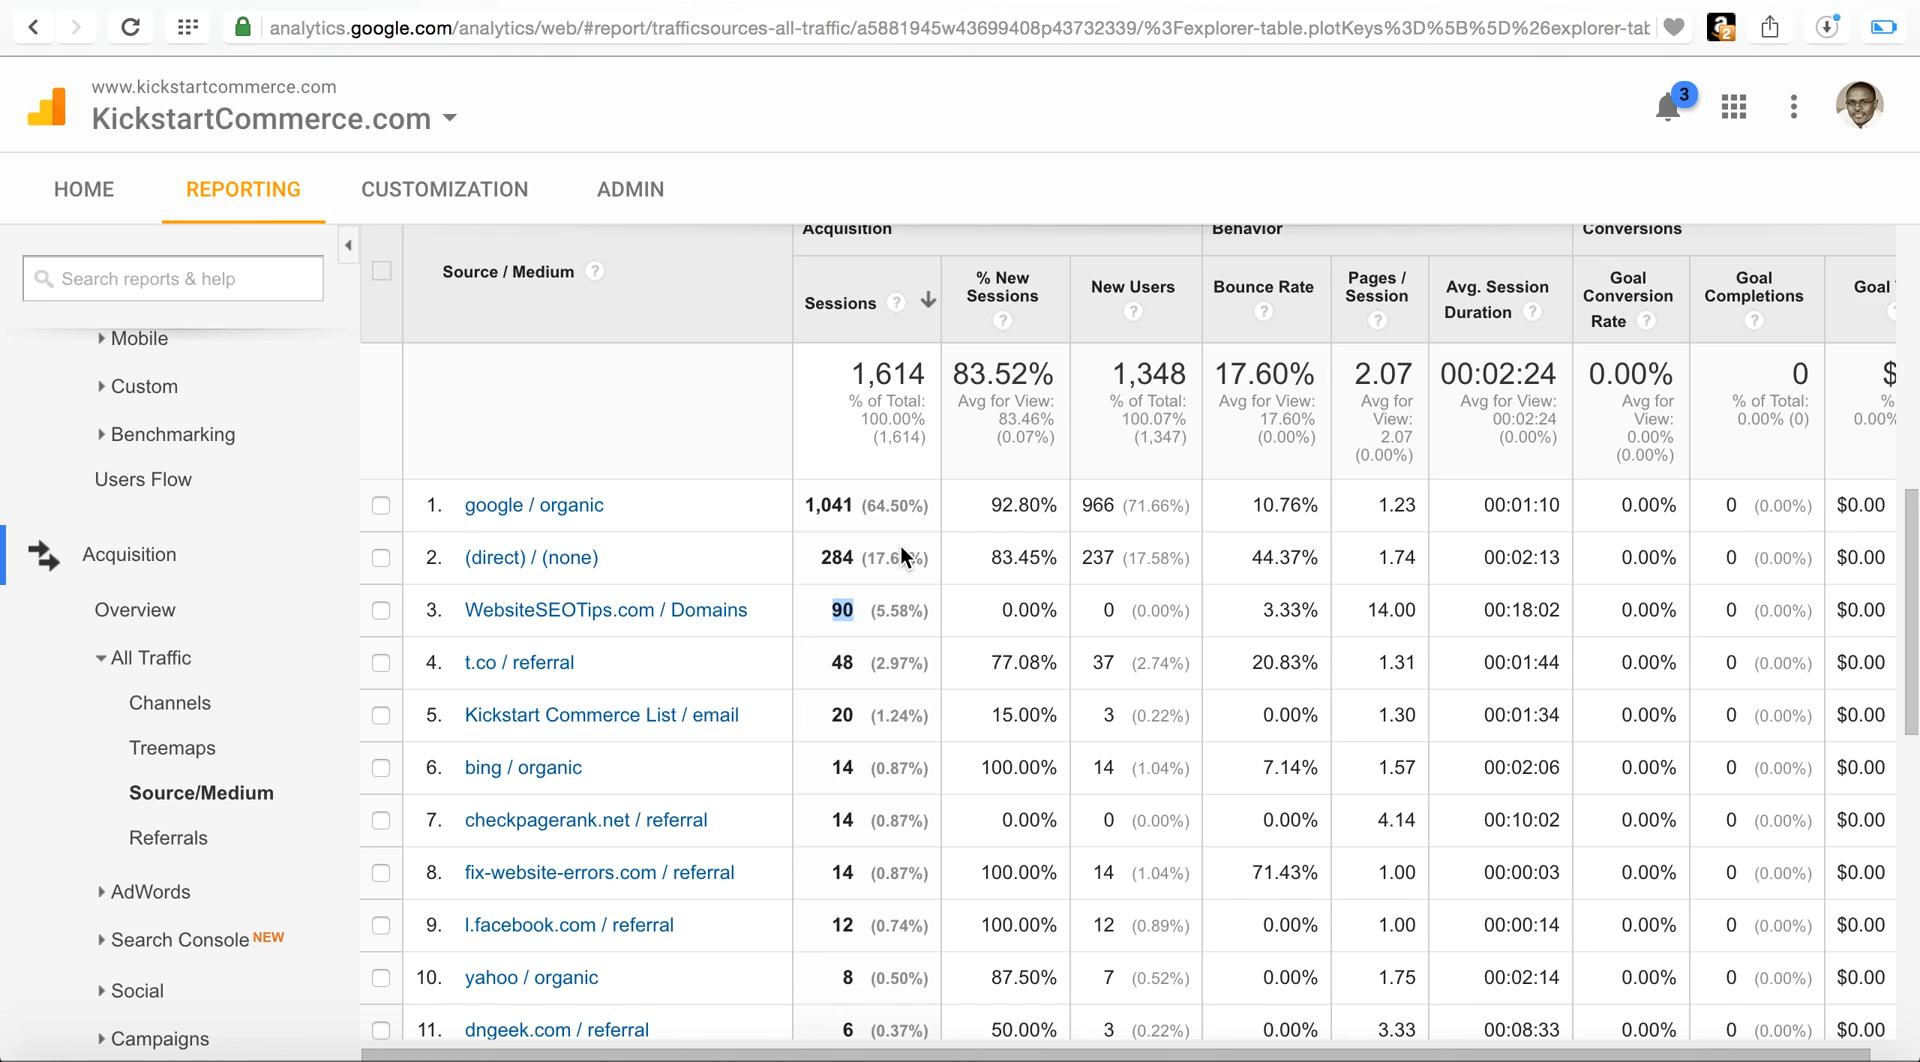 analytics.google.com/analytics/web/#report/trafficsources-all-traffic/a5881945w43699408p43732339/%3Fexplorer-table.plotKeys%3D%5B%5D%26explorer-tab
a
2
www.kickstartcommerce.com
KickstartCommerce.com
3
HOME REPORTING CUSTOMIZATION ADMIN
Search reports & help
Mobile
Custom
Benchmarking
Users Flow
Acquisition
Overview
All Traffic
Channels
Treemaps
Source/Medium
Referrals
AdWords
Search Console NEW
Social
Campaigns
Acquisition Behavior Conversions
Source / Medium ?
Sessions ?
% New Sessions ?
New Users ?
Bounce Rate ?
Pages / Session ?
Avg. Session Duration ?
Goal Conversion Rate ?
Goal Completions ?
Goal
1,614 83.52% 1,348 17.60% 2.07 00:02:24 0.00% 0 $
% of Total: 100.00% (1,614)
Avg for View: 83.46% (0.07%)
% of Total: 100.07% (1,347)
Avg for View: 17.60% (0.00%)
Avg for View: 2.07 (0.00%)
Avg for View: 00:02:24 (0.00%)
Avg for View: 0.00% (0.00%)
% of Total: 0.00% (0)
% 0.00%
1. google / organic 1,041 (64.50%) 92.80% 966 (71.66%) 10.76% 1.23 00:01:10 0.00% 0 (0.00%) $0.00
2. (direct) / (none) 284 83.45% 237 (17.58%) 44.37% 1.74 00:02:13 0.00% 0 (0.00%) $0.00
3. WebsiteSEOTips.com / Domains 90 (5.58%) 0.00% 0 (0.00%) 3.33% 14.00 00:18:02 0.00% 0 (0.00%) $0.00
4. t.co / referral 48 (2.97%) 77.08% 37 (2.74%) 20.83% 1.31 00:01:44 0.00% 0 (0.00%) $0.00
5. Kickstart Commerce List / email 20 (1.24%) 15.00% 3 (0.22%) 0.00% 1.30 00:01:34 0.00% 0 (0.00%) $0.00
6. bing / organic 14 (0.87%) 100.00% 14 (1.04%) 7.14% 1.57 00:02:06 0.00% 0 (0.00%) $0.00
7. checkpagerank.net / referral 14 (0.87%) 0.00% 0 (0.00%) 0.00% 4.14 00:10:02 0.00% 0 (0.00%) $0.00
8. fix-website-errors.com / referral 14 (0.87%) 100.00% 14 (1.04%) 71.43% 1.00 00:00:03 0.00% 0 (0.00%) $0.00
9. l.facebook.com / referral 12 (0.74%) 100.00% 12 (0.89%) 0.00% 1.00 00:00:14 0.00% 0 (0.00%) $0.00
10. yahoo / organic 8 (0.50%) 87.50% 7 (0.52%) 0.00% 1.75 00:02:14 0.00% 0 (0.00%) $0.00
11. dngeek.com / referral 6 (0.37%) 50.00% 3 (0.22%) 0.00% 3.33 00:08:33 0.00% 0 (0.00%) $0.00